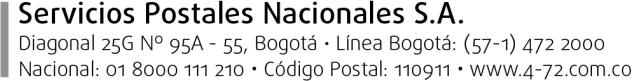 Servicios Postales Nacionales S.A.
Diagonal 25G Nº 95A - 55, Bogotá • Línea Bogotá: (57-1) 472 2000
Nacional: 01 8000 111 210 • Código Postal: 110911 • www.4-72.com.co